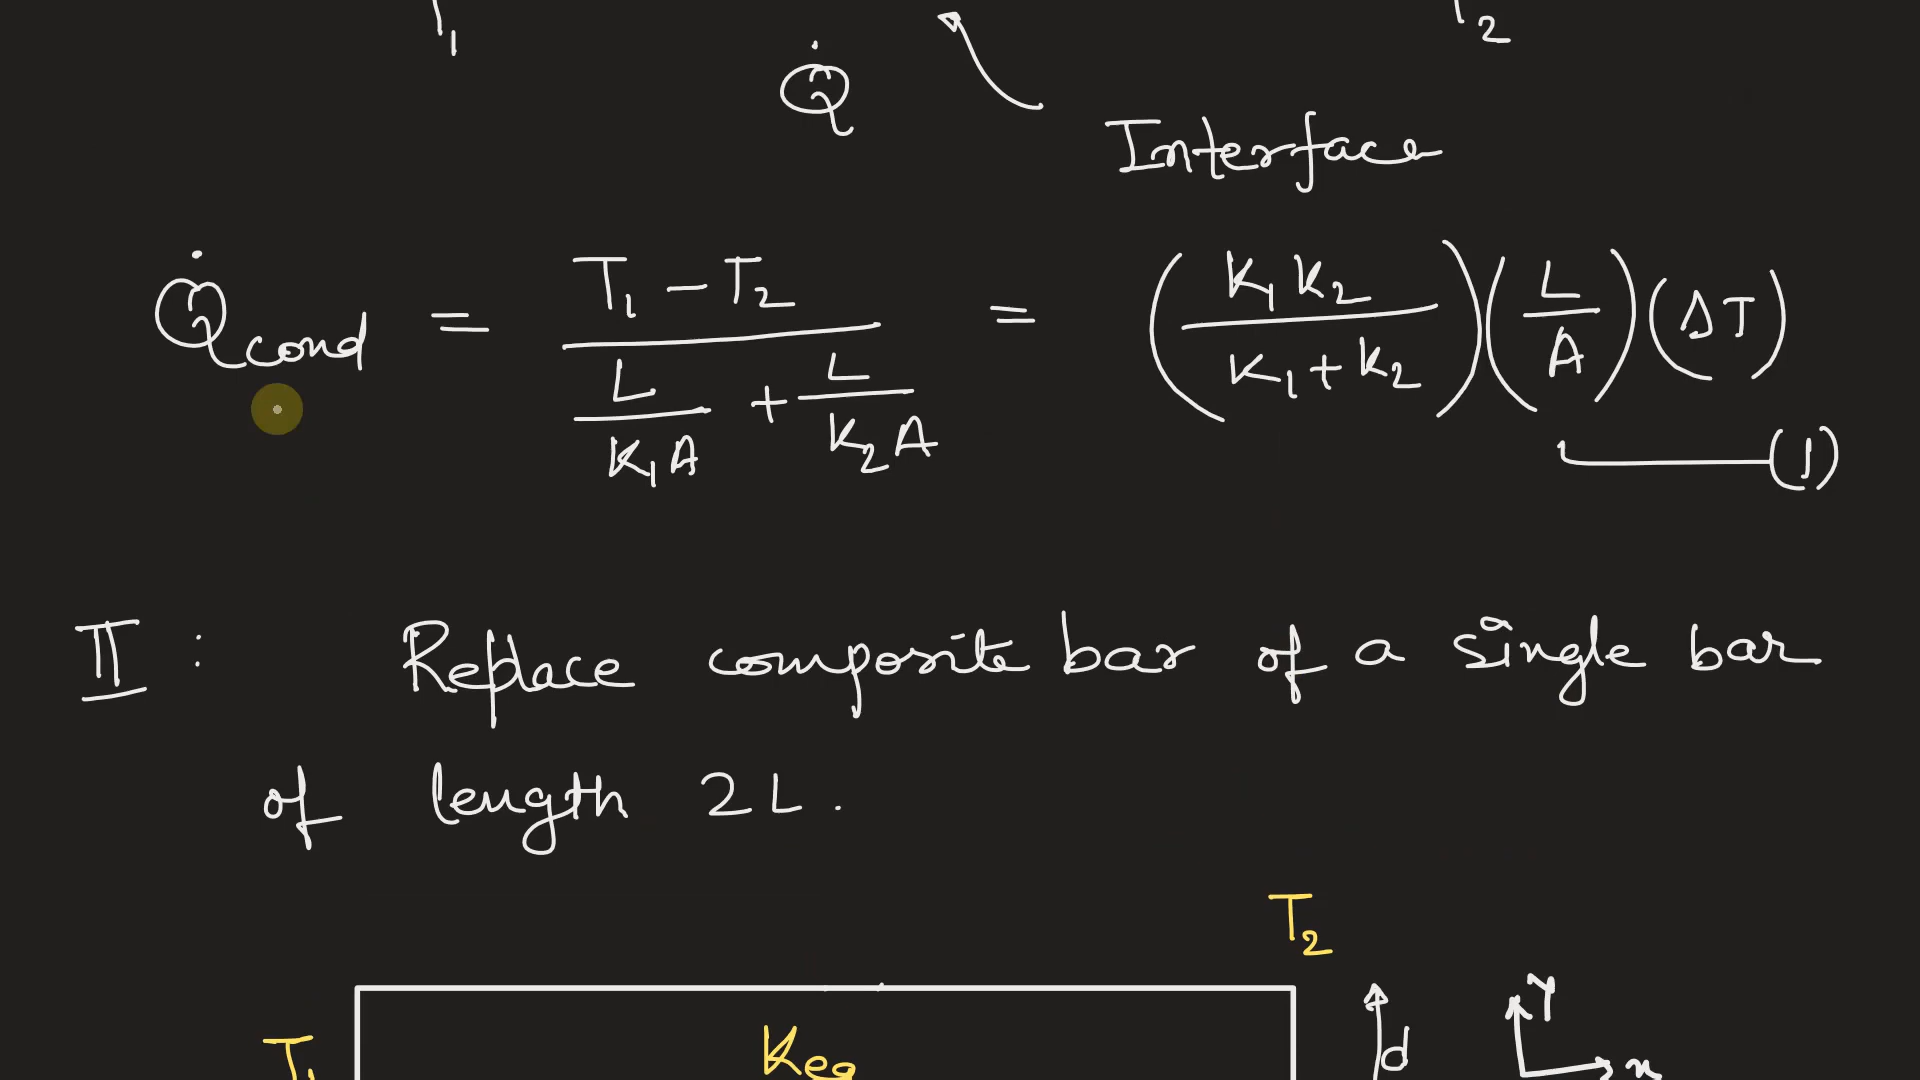 T₁ T₂
Q̇
Interface
Q̇cond = (T₁ - T₂) / (L/(K₁A) + L/(K₂A)) = (K₁K₂/(K₁+K₂)) (L/A) (ΔT)
(1)
II : Replace composite bar of a single bar
of length 2L.
T₂
Y
T₁ Keq d x